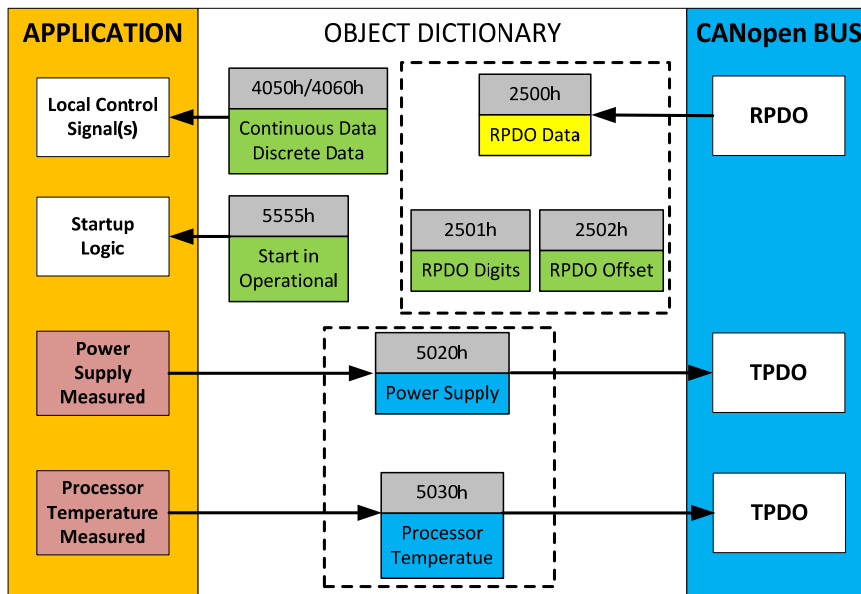 APPLICATION
OBJECT DICTIONARY
CANopen BUS
Local Control
Signal(s)
4050h/4060h
Continuous Data
Discrete Data
2500h
RPDO Data
RPDO
Startup
Logic
5555h
Start in
Operational
2501h
RPDO Digits
2502h
RPDO Offset
Power
Supply
Measured
5020h
Power Supply
TPDO
Processor
Temperature
Measured
5030h
Processor
Temperatue
TPDO